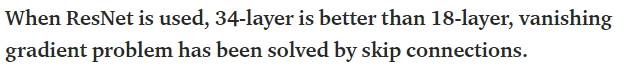 When ResNet is used, 34-layer is better than 18-layer, vanishing
gradient problem has been solved by skip connections.